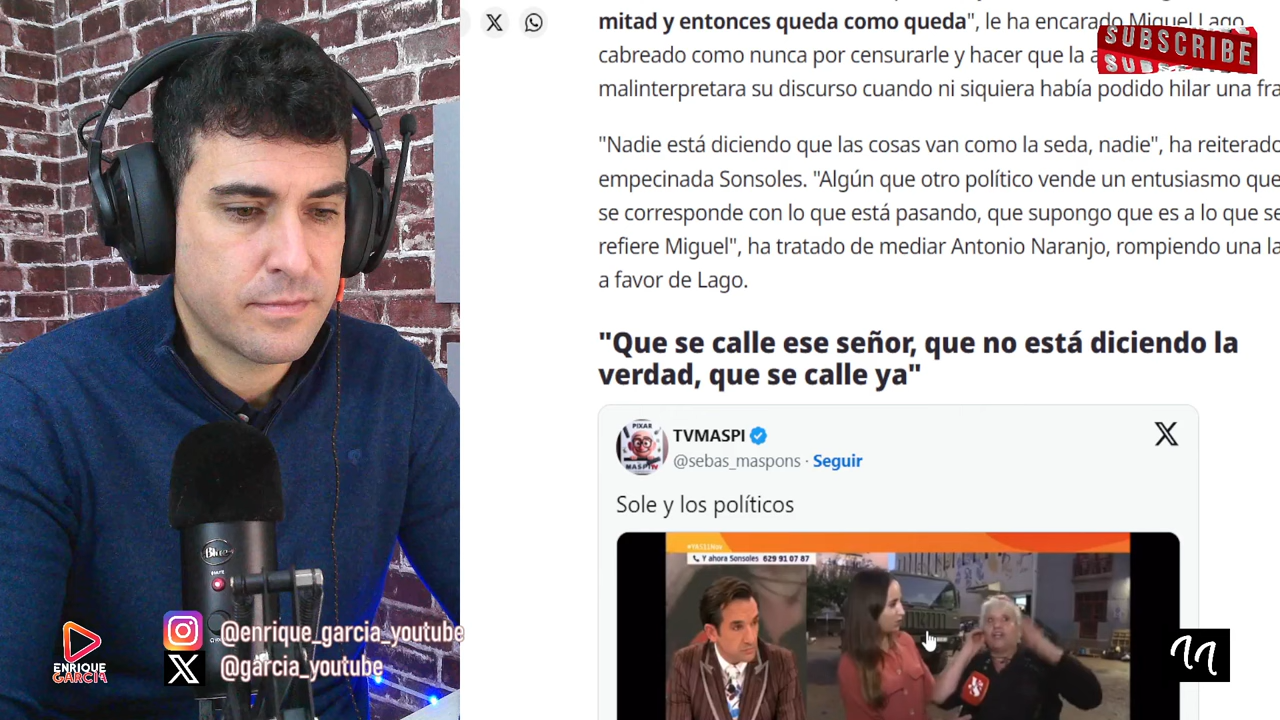 mitad y entonces queda como queda", le ha encarado Miguel Lago,
SUBSCRIBE
cabreado como nunca por censurarle y hacer que la a
malinterpretara su discurso cuando ni siquiera había podido hilar una fra
"Nadie está diciendo que las cosas van como la seda, nadie", ha reiterado
empecinada Sonsoles. "Algún que otro político vende un entusiasmo que
se corresponde con lo que está pasando, que supongo que es a lo que se
refiere Miguel", ha tratado de mediar Antonio Naranjo, rompiendo una la
a favor de Lago.
"Que se calle ese señor, que no está diciendo la
verdad, que se calle ya"
PIXAR
TVMASPI
@sebas_maspons · Seguir
Sole y los políticos
#YASONSOLES
Y ahora Sonsoles 629 91 07 87
Blue
ENRIQUE
GARCIA
@enrique_garcia_youtube
@garcia_youtube